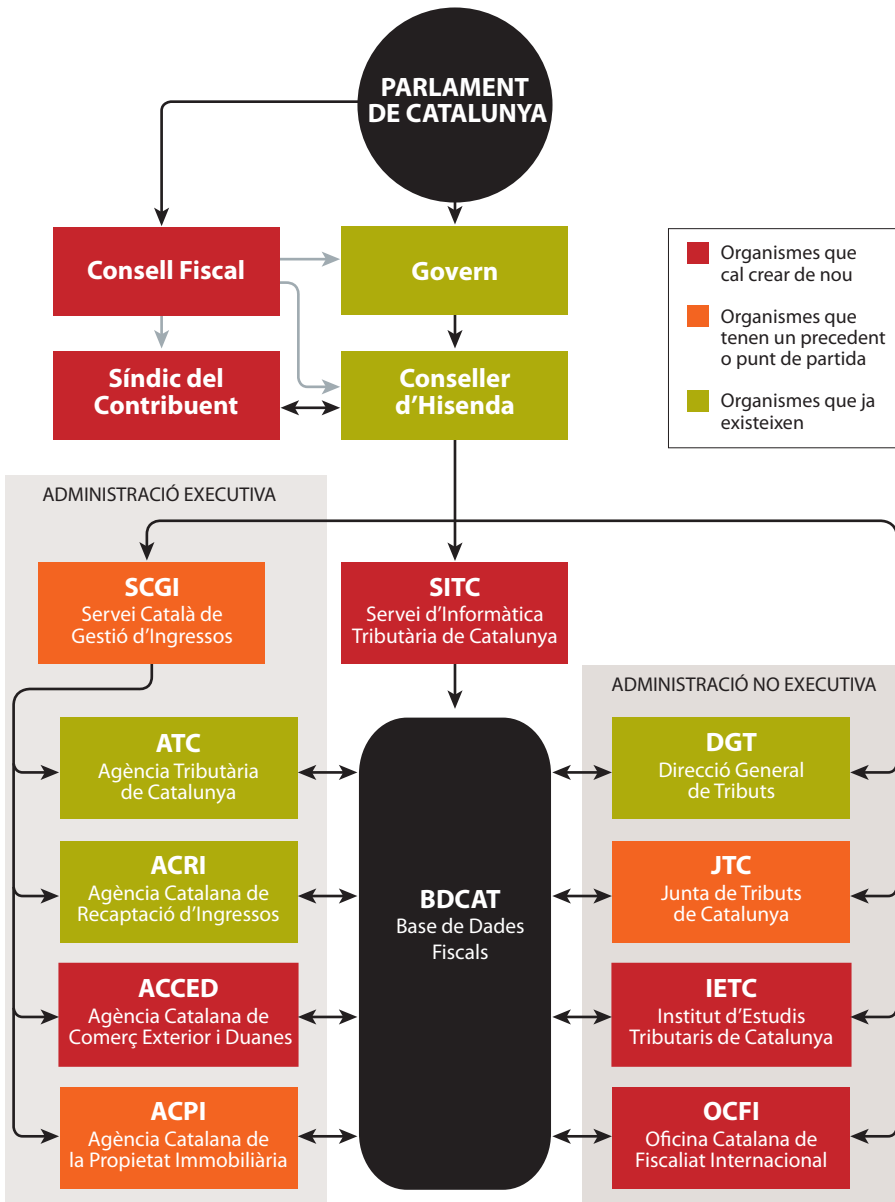 PARLAMENT
DE CATALUNYA
Consell Fiscal
Govern
Síndic del
Contribuent
Conseller
d'Hisenda
Organismes que
cal crear de nou
Organismes que
tenen un precedent
o punt de partida
Organismes que ja
existeixen
ADMINISTRACIÓ EXECUTIVA
SCGI
Servei Català de
Gestió d'Ingressos
SITC
Servei d'Informàtica
Tributària de Catalunya
ADMINISTRACIÓ NO EXECUTIVA
ATC
Agència Tributària
de Catalunya
ACRI
Agència Catalana de
Recaptació d'Ingressos
ACCED
Agència Catalana de
Comerç Exterior i Duanes
ACPI
Agència Catalana de
la Propietat Immobiliària
BDCAT
Base de Dades
Fiscals
DGT
Direcció General
de Tributs
JTC
Junta de Tributs
de Catalunya
IETC
Institut d'Estudis
Tributaris de Catalunya
OCFI
Oficina Catalana de
Fiscaliat Internacional